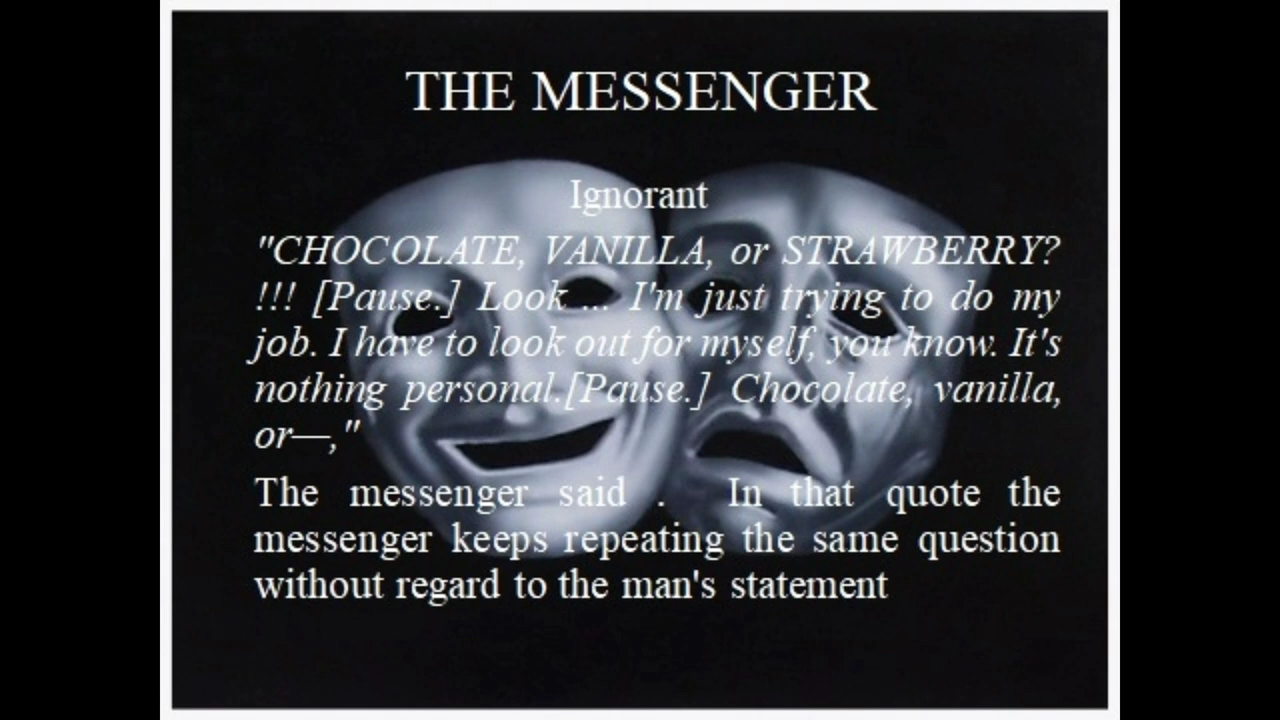 THE MESSENGER
Ignorant
"CHOCOLATE, VANILLA, or STRAWBERRY?
!!! [Pause.] Look ... I'm just trying to do my
job. I have to look out for myself, you know. It's
nothing personal.[Pause.] Chocolate, vanilla,
or—,"
The messenger said . In that quote the
messenger keeps repeating the same question
without regard to the man's statement